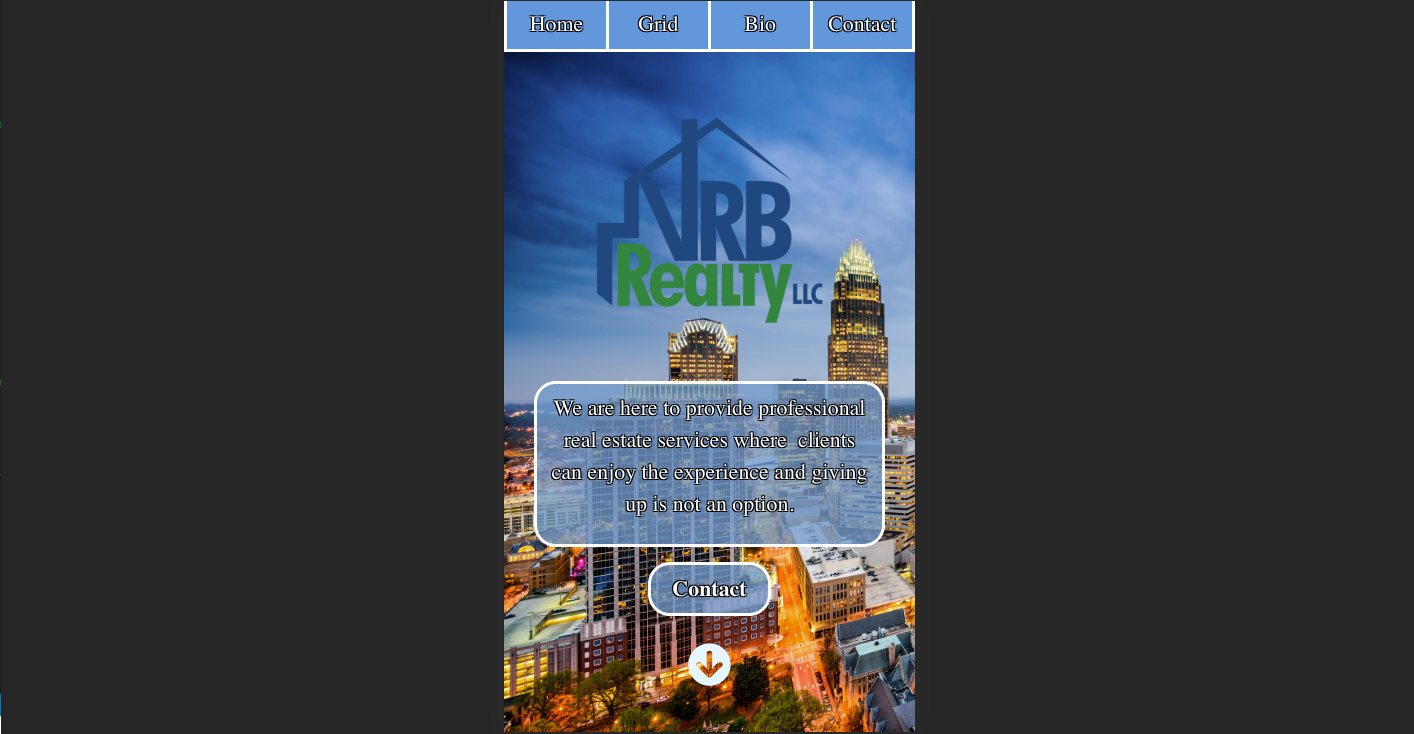 Home Grid Bio Contact
VRB
Realty LLC
We are here to provide professional
real estate services where  clients
can enjoy the experience and giving
up is not an option.
Contact